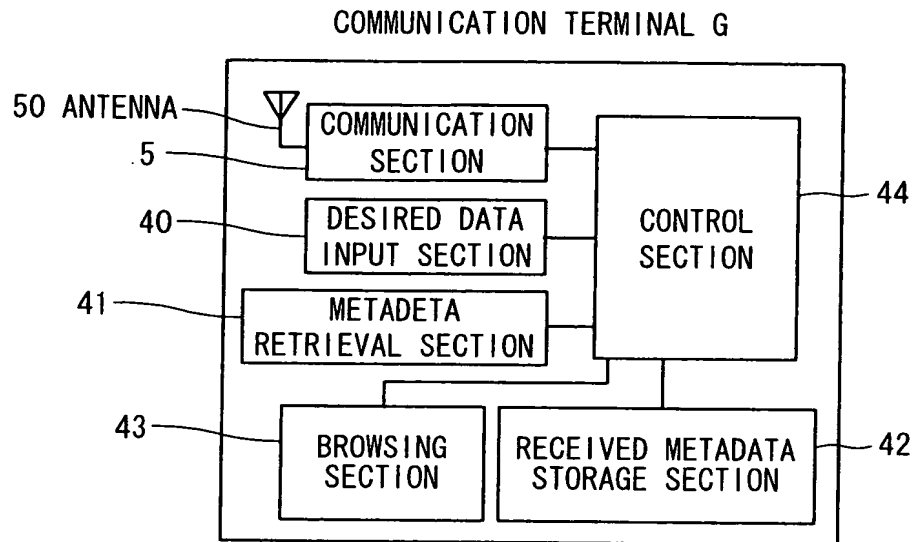 COMMUNICATION TERMINAL G
50 ANTENNA
COMMUNICATION
SECTION
5
44
CONTROL
SECTION
40
DESIRED DATA
INPUT SECTION
41
METADETA
RETRIEVAL SECTION
43
BROWSING
SECTION
RECEIVED METADATA
STORAGE SECTION
42